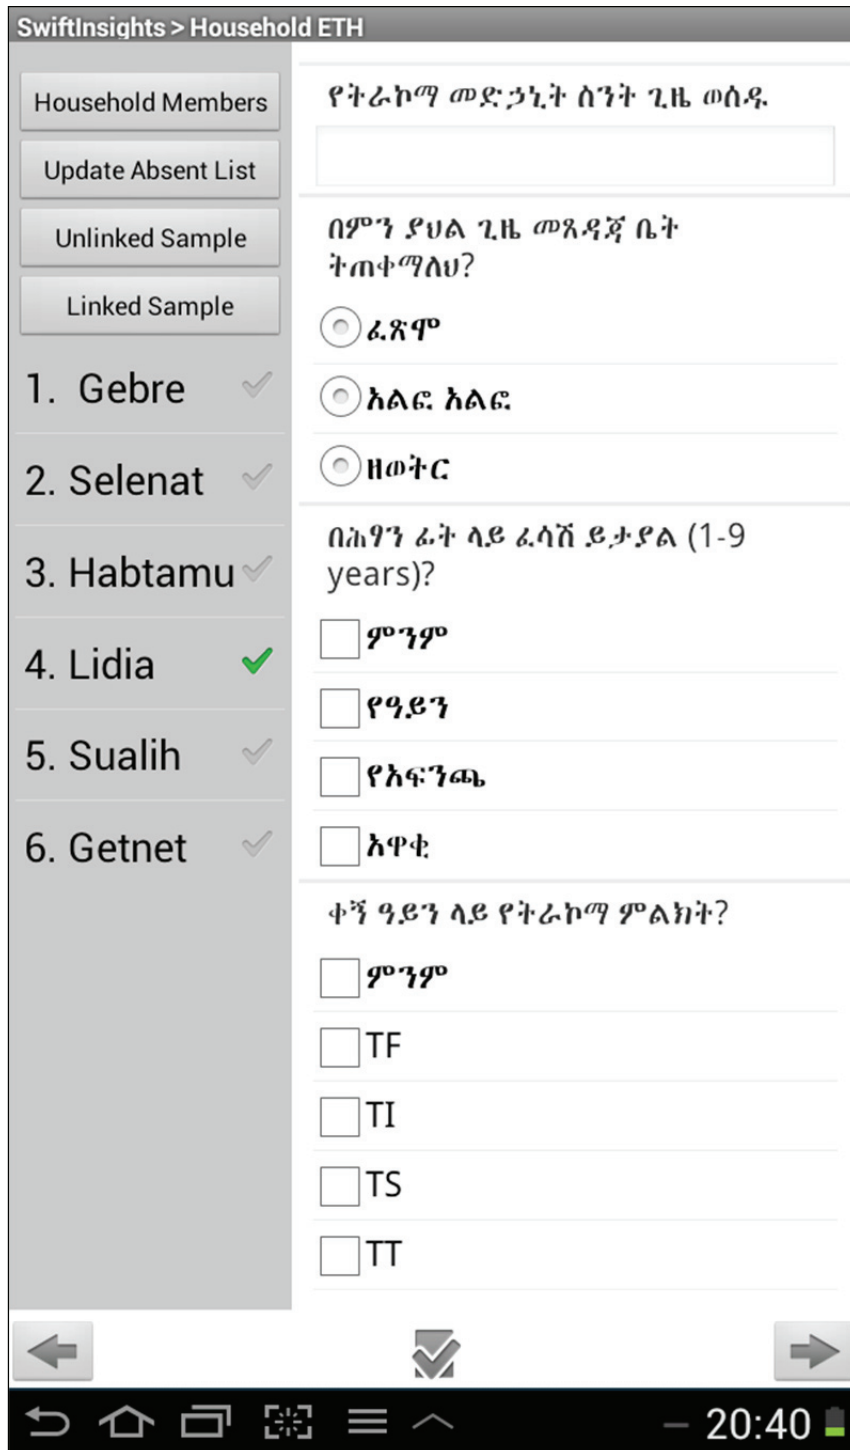 SwiftInsights > Household ETH
Household Members
Update Absent List
Unlinked Sample
Linked Sample
1. Gebre
2. Selenat
3. Habtamu
4. Lidia
5. Sualih
6. Getnet
የትራኮማ መድኃኒት ስንት ጊዜ ወሰዱ
በምን ያህል ጊዜ መጸዳጃ ቤት
ትጠቀማለህ?
ፈጽሞ
አልፎ አልፎ
ዘወትር
በሕፃን ፊት ላይ ፈሳሽ ይታያል (1-9
years)?
ምንም
የዓይን
የአፍንጫ
አዋቂ
ቀኝ ዓይን ላይ የትራኮማ ምልክት?
ምንም
TF
TI
TS
TT
20:40